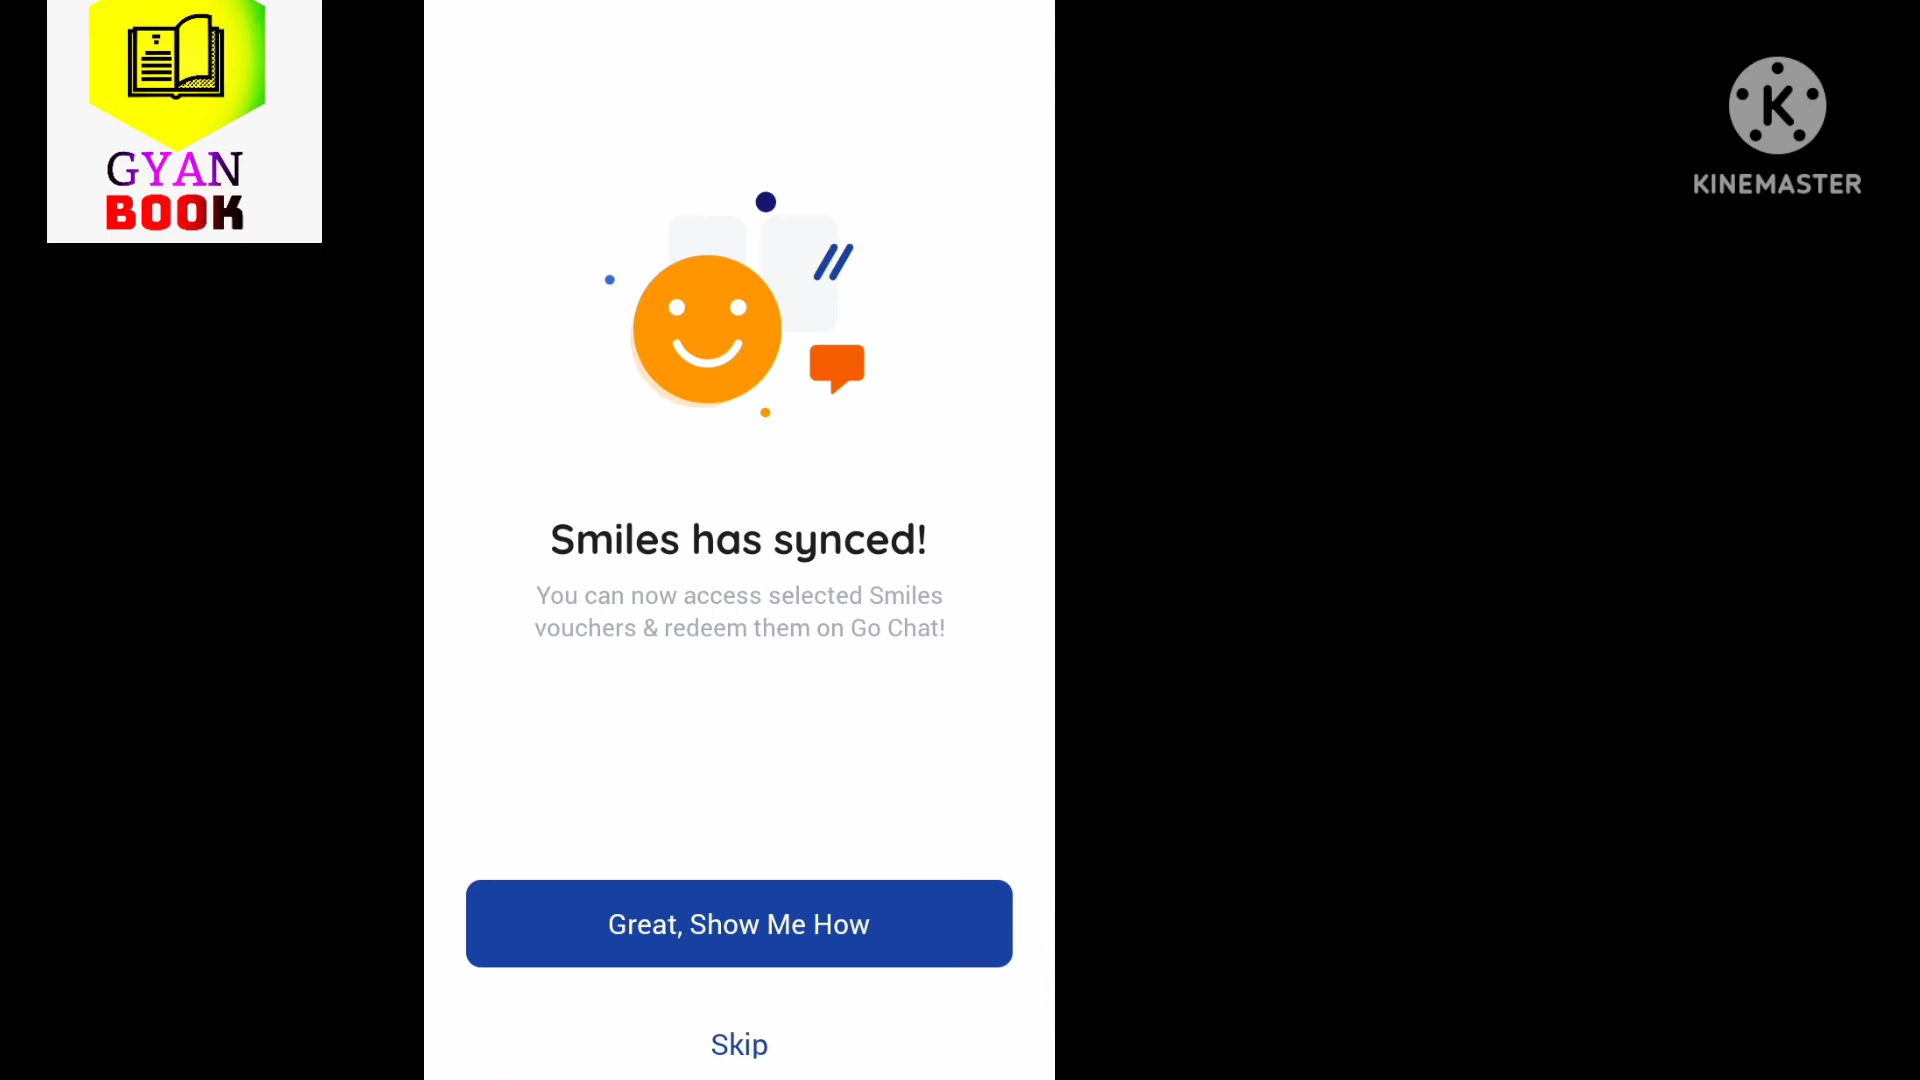 GYAN
BOOK
KINEMASTER
Smiles has synced!
You can now access selected Smiles
vouchers & redeem them on Go Chat!
Great, Show Me How
Skip